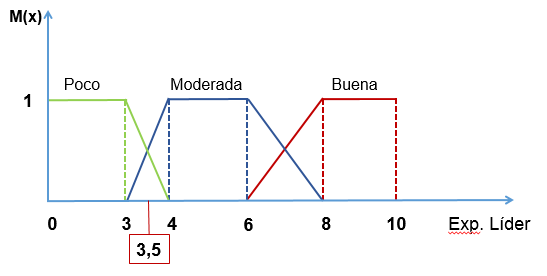 M(x)
Poco Moderada Buena
1
0 3 4 6 8 10 Exp. Líder
3,5